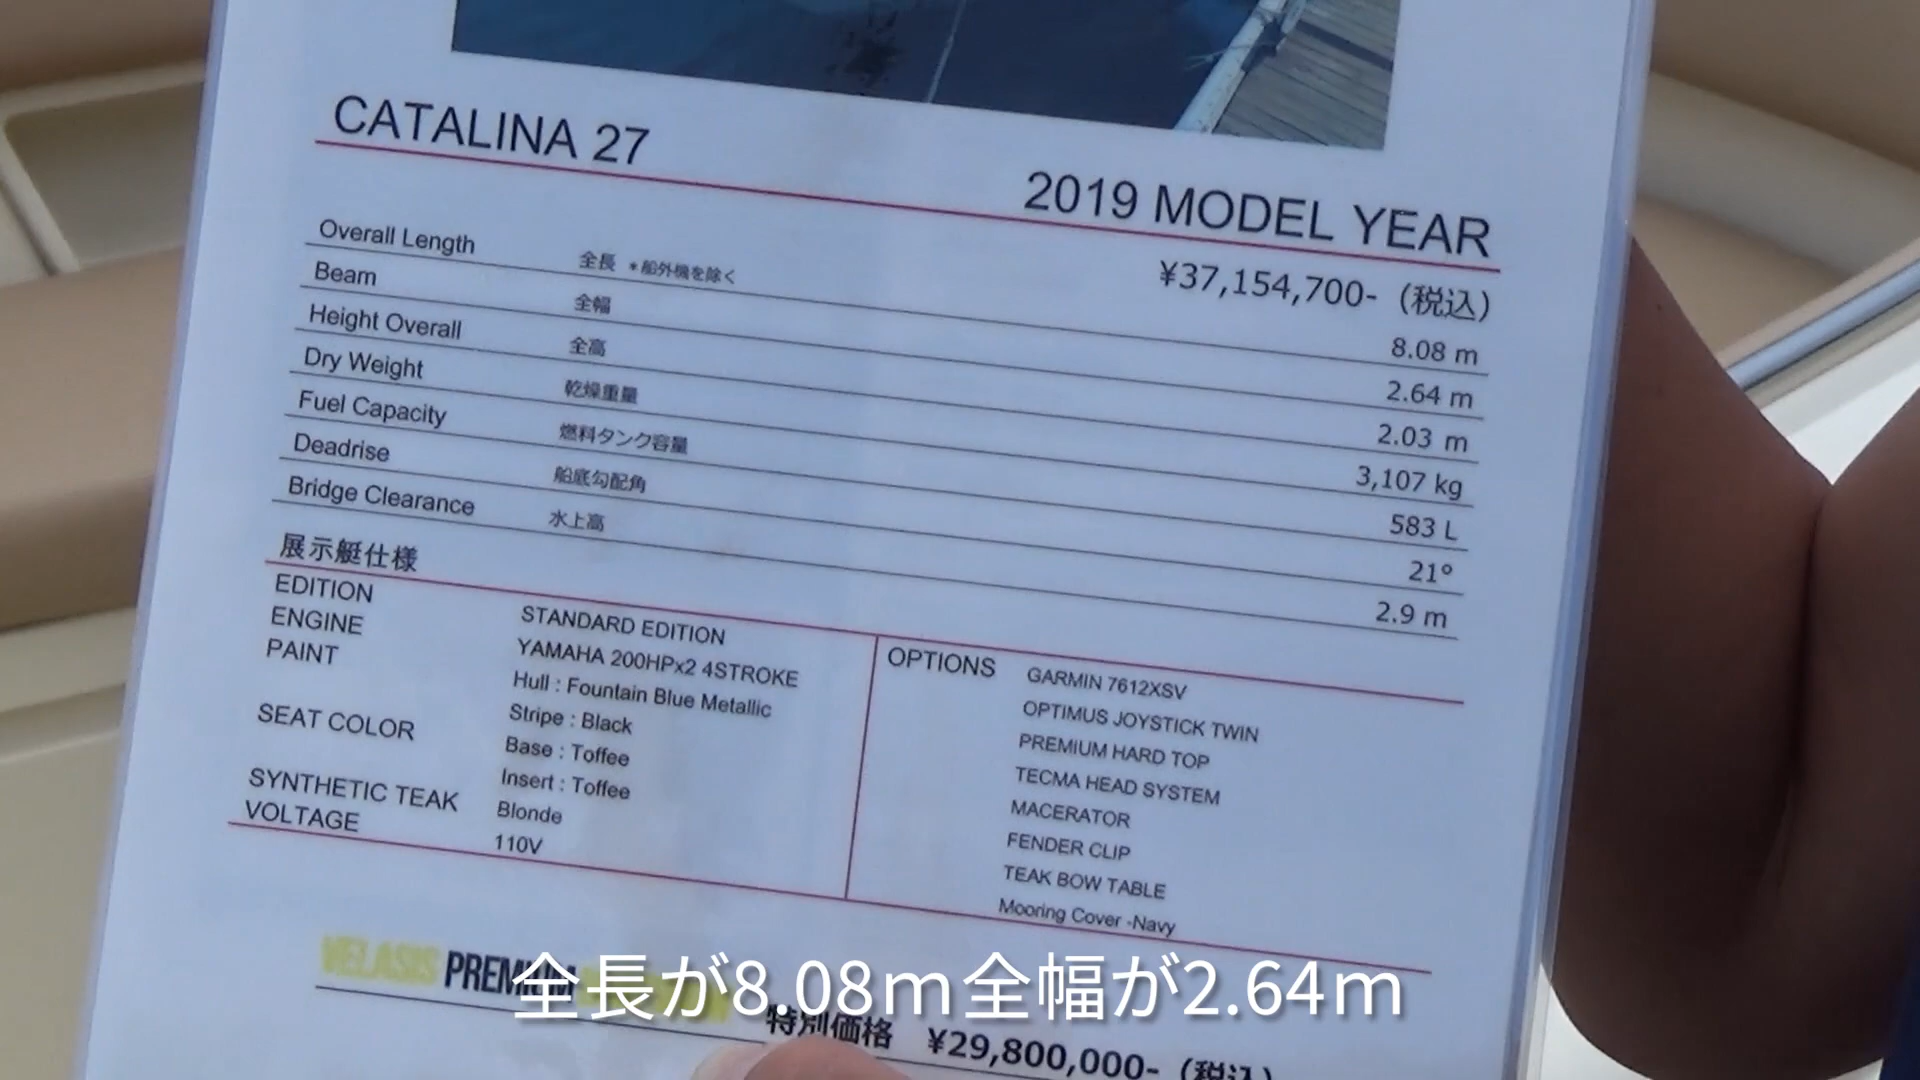 CATALINA 27
2019 MODEL YEAR
¥37,154,700-（税込）
Overall Length 全長 *船外機を除く 8.08 m
Beam 全幅 2.64 m
Height Overall 全高 2.03 m
Dry Weight 乾燥重量 3,107 kg
Fuel Capacity 燃料タンク容量 583 L
Deadrise 船底勾配角 21°
Bridge Clearance 水上高 2.9 m
展示艇仕様
EDITION STANDARD EDITION
ENGINE YAMAHA 200HPx2 4STROKE
PAINT Hull : Fountain Blue Metallic
Stripe : Black
SEAT COLOR Base : Toffee
Insert : Toffee
SYNTHETIC TEAK Blonde
VOLTAGE 110V
OPTIONS GARMIN 7612XSV
OPTIMUS JOYSTICK TWIN
PREMIUM HARD TOP
TECMA HEAD SYSTEM
MACERATOR
FENDER CLIP
TEAK BOW TABLE
Mooring Cover -Navy
VELASIS PREMIUM
特別価格 ¥29,800,000-（税込）
全長が8.08ｍ全幅が2.64ｍ